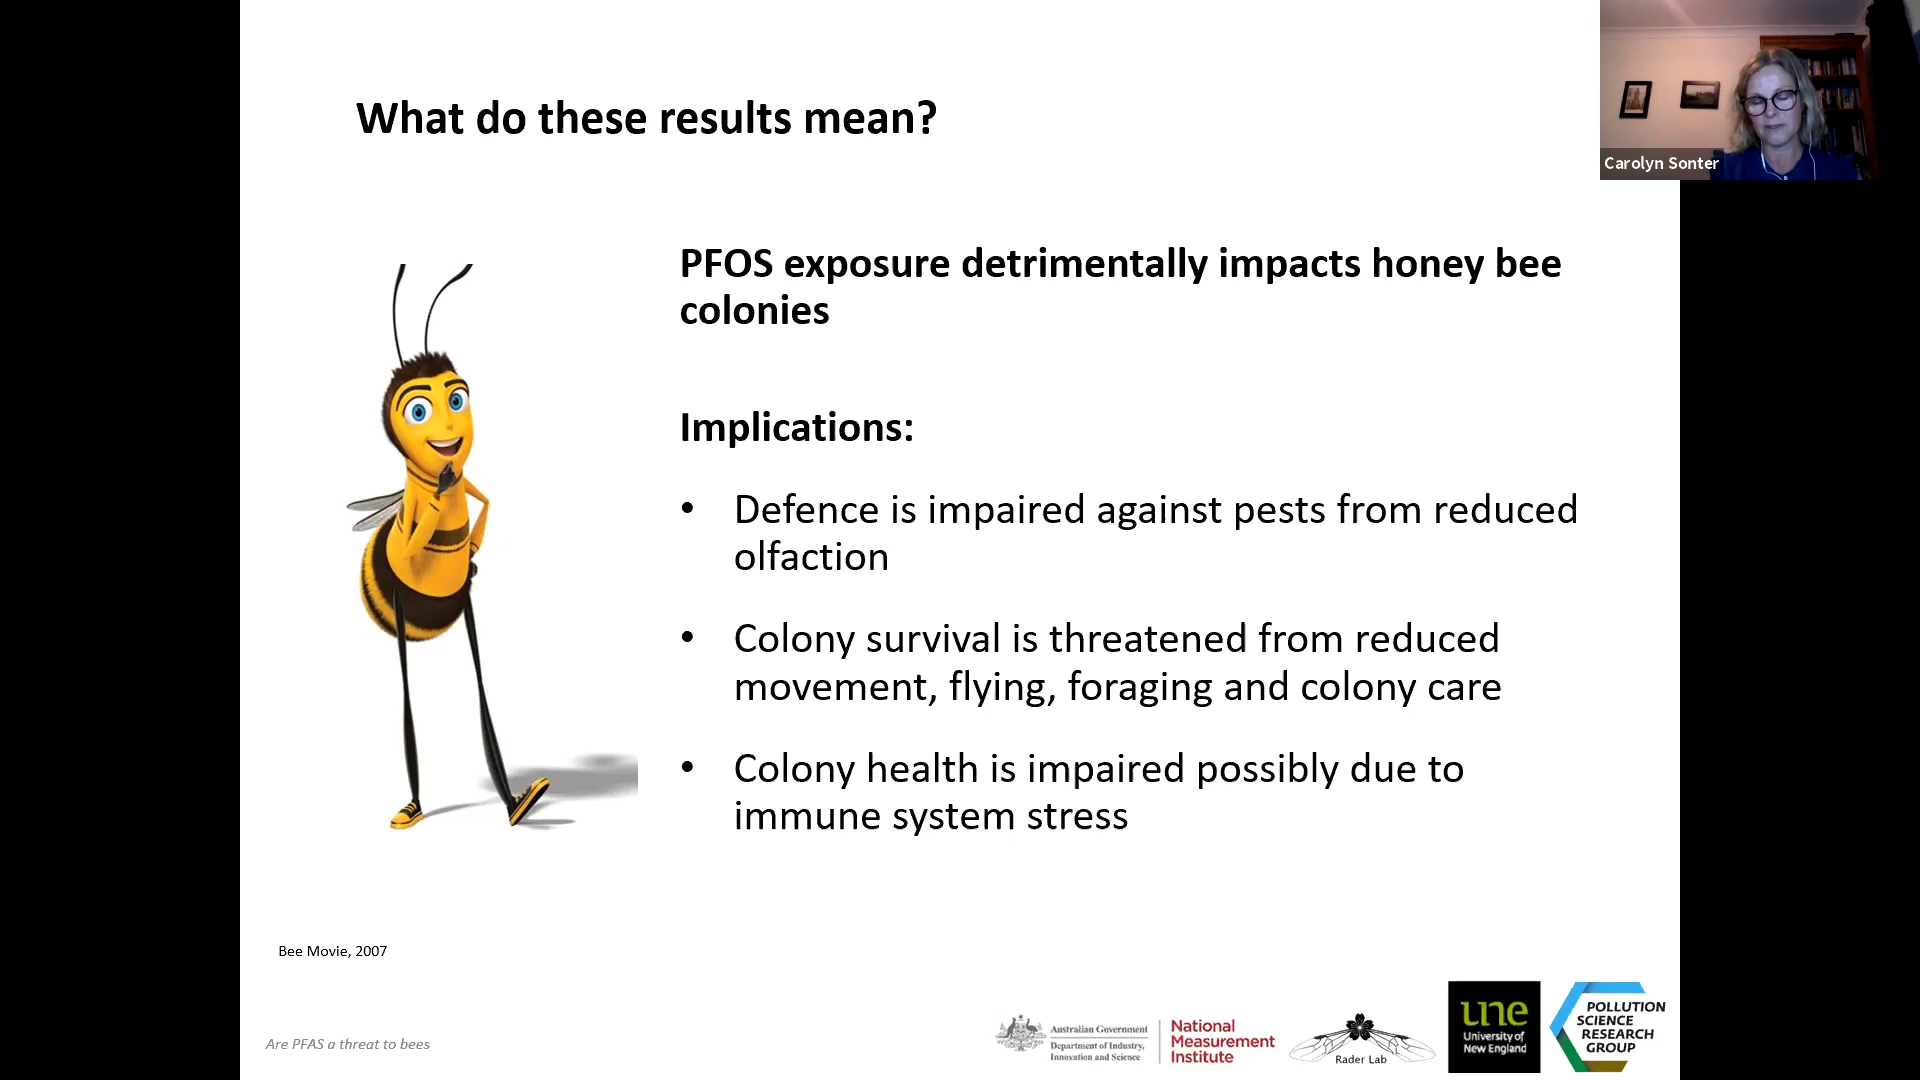 What do these results mean?
Carolyn Sonter
PFOS exposure detrimentally impacts honey bee
colonies
Implications:
• Defence is impaired against pests from reduced
olfaction
• Colony survival is threatened from reduced
movement, flying, foraging and colony care
• Colony health is impaired possibly due to
immune system stress
Bee Movie, 2007
Are PFAS a threat to bees
Australian Government
Department of Industry,
Innovation and Science
National
Measurement
Institute
Rader Lab
une
University of
New England
POLLUTION
SCIENCE
RESEARCH
GROUP